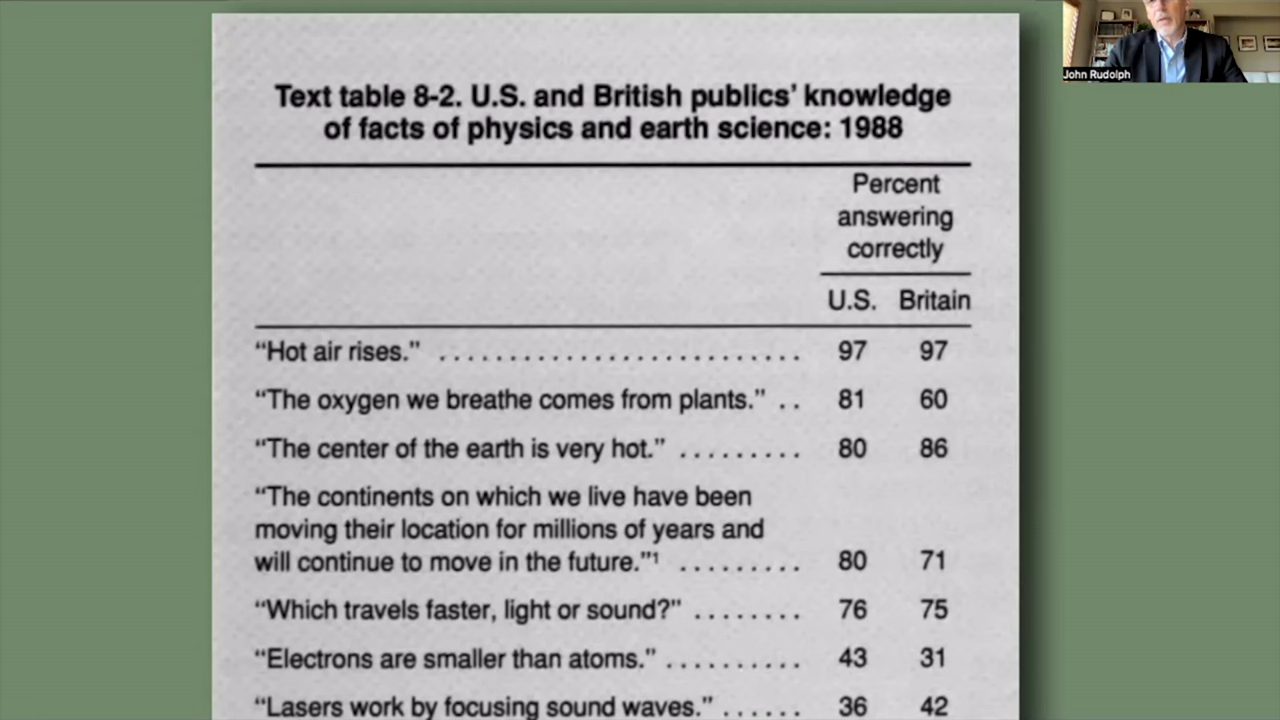 Text table 8-2. U.S. and British publics' knowledge
of facts of physics and earth science: 1988
Percent
answering
correctly
U.S. Britain
“Hot air rises.” . . . . . . . . . . . . . . . . . . . . . . . . . . 97 97
“The oxygen we breathe comes from plants.” . . 81 60
“The center of the earth is very hot.” . . . . . . . . . 80 86
“The continents on which we live have been
moving their location for millions of years and
will continue to move in the future.”¹ . . . . . . . . . 80 71
“Which travels faster, light or sound?” . . . . . . . . 76 75
“Electrons are smaller than atoms.” . . . . . . . . . . 43 31
“Lasers work by focusing sound waves.” . . . . . . 36 42
John Rudolph